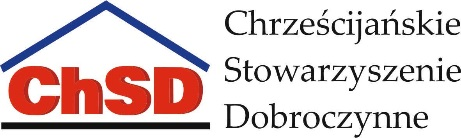 ChSD
Chrześcijańskie
Stowarzyszenie
Dobroczynne